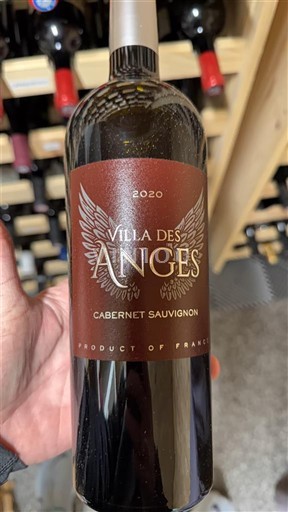 2020
VILLA DES
ANGES
CABERNET SAUVIGNON
PRODUCT OF FRANCE